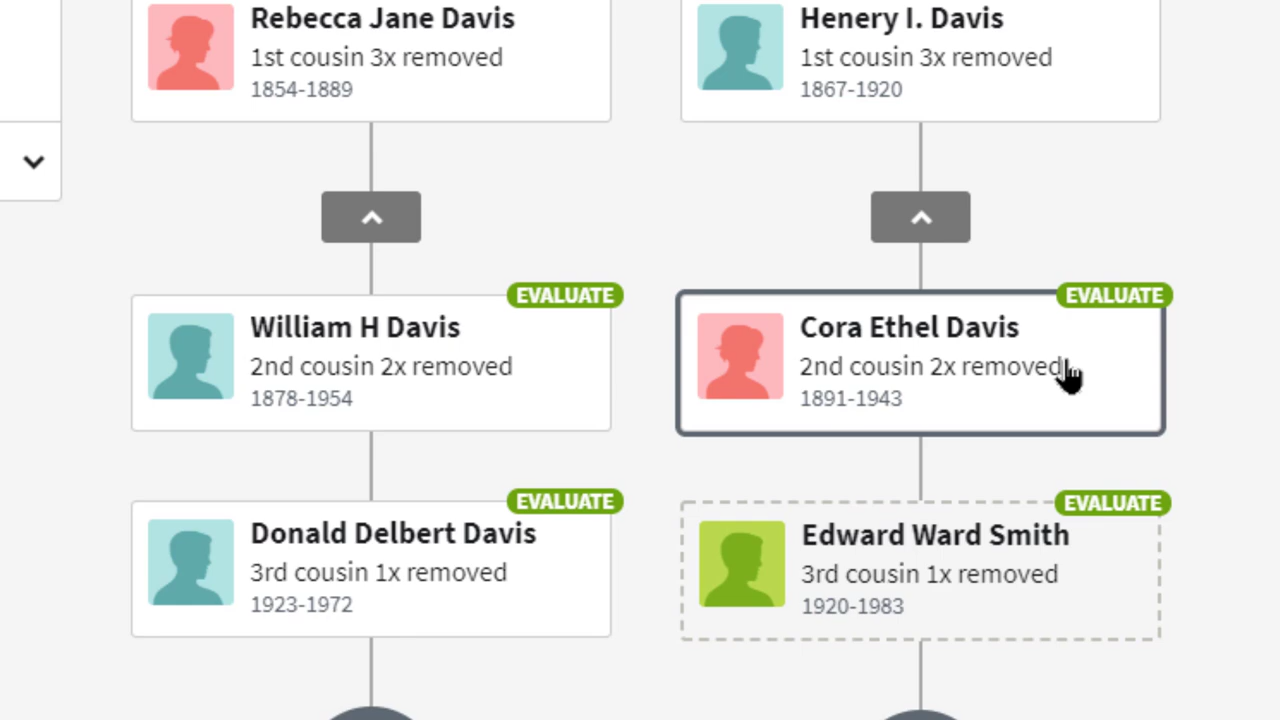 Rebecca Jane Davis
1st cousin 3x removed
1854-1889
Henery I. Davis
1st cousin 3x removed
1867-1920
EVALUATE
William H Davis
2nd cousin 2x removed
1878-1954
EVALUATE
Cora Ethel Davis
2nd cousin 2x removed
1891-1943
EVALUATE
Donald Delbert Davis
3rd cousin 1x removed
1923-1972
EVALUATE
Edward Ward Smith
3rd cousin 1x removed
1920-1983